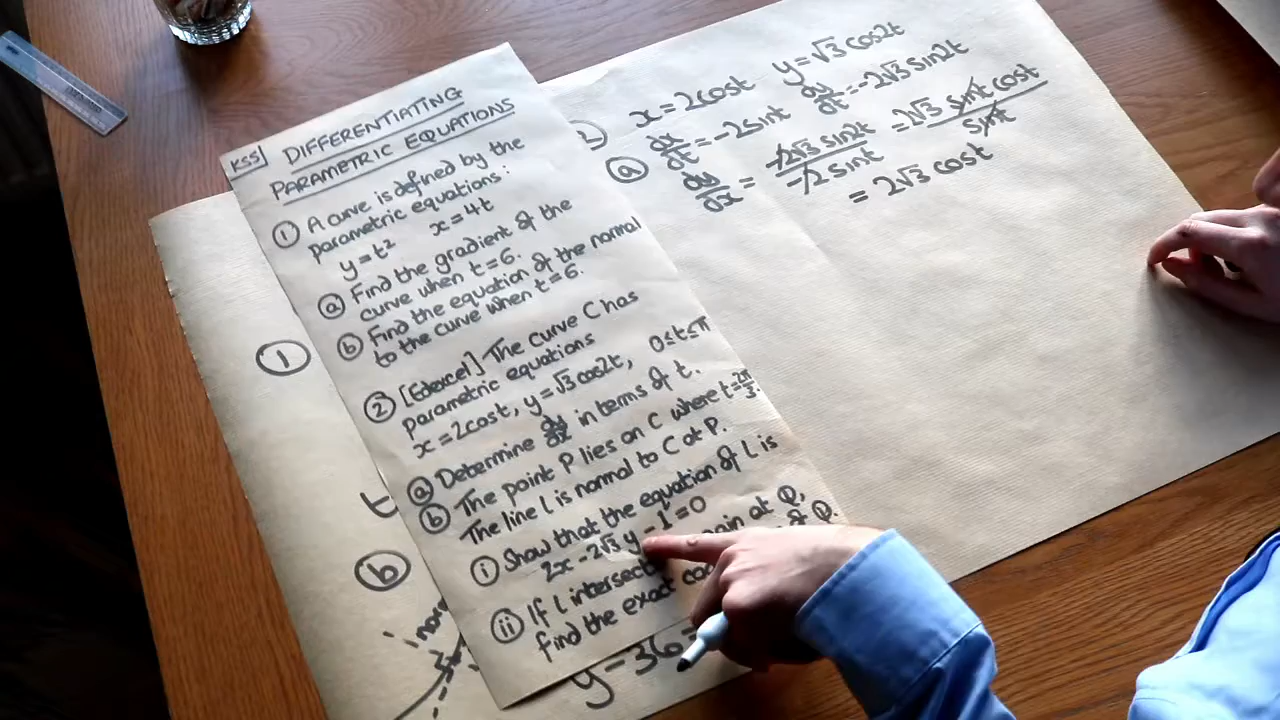 KS5
DIFFERENTIATING
PARAMETRIC EQUATIONS
① A curve is defined by the
parametric equations:
y=t² x=4t
ⓐ Find the gradient of the
curve when t=6.
ⓑ Find the equation of the normal
to the curve when t=6.
② [Edexcel] The curve C has
parametric equations
x=2cost, y=√3 cos2t, 0≤t≤π
ⓐ Determine dy/dx in terms of t.
ⓑ The point P lies on C where t=2π/3.
The line l is normal to C at P.
ⓘ Show that the equation of l is
2x-2√3y-1=0
ⓘⓘ If l intersects again at Q,
find the exact of Q.
①
t
ⓑ
y-36=
x=2cost y=√3 cos2t
ⓐ dx/dt=-2sint dy/dt=-2√3 sin2t
dy/dx = -2√3 sin2t/-2sint = 2√3 sint cost/sint
= 2√3 cost